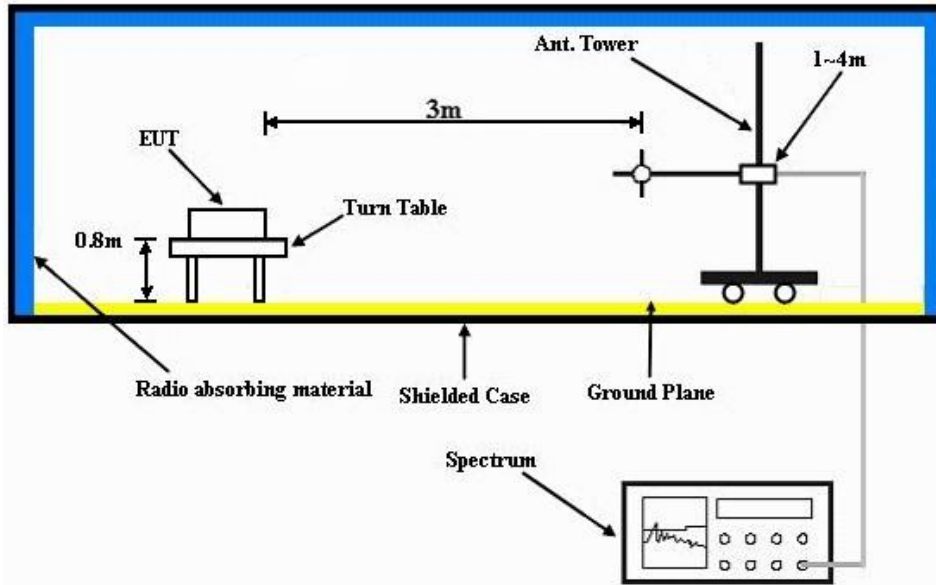 Ant. Tower
1~4m
3m
EUT
Turn Table
0.8m
Radio absorbing material
Shielded Case
Ground Plane
Spectrum